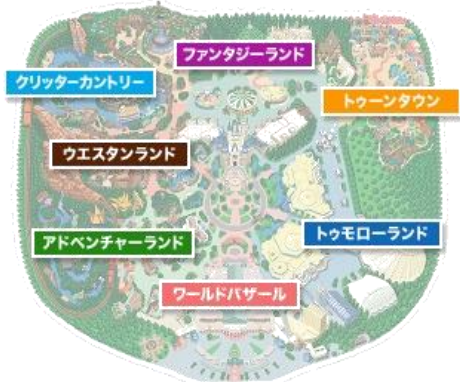 ファンタジーランド
クリッターカントリー
トゥーンタウン
ウエスタンランド
アドベンチャーランド
トゥモローランド
ワールドバザール